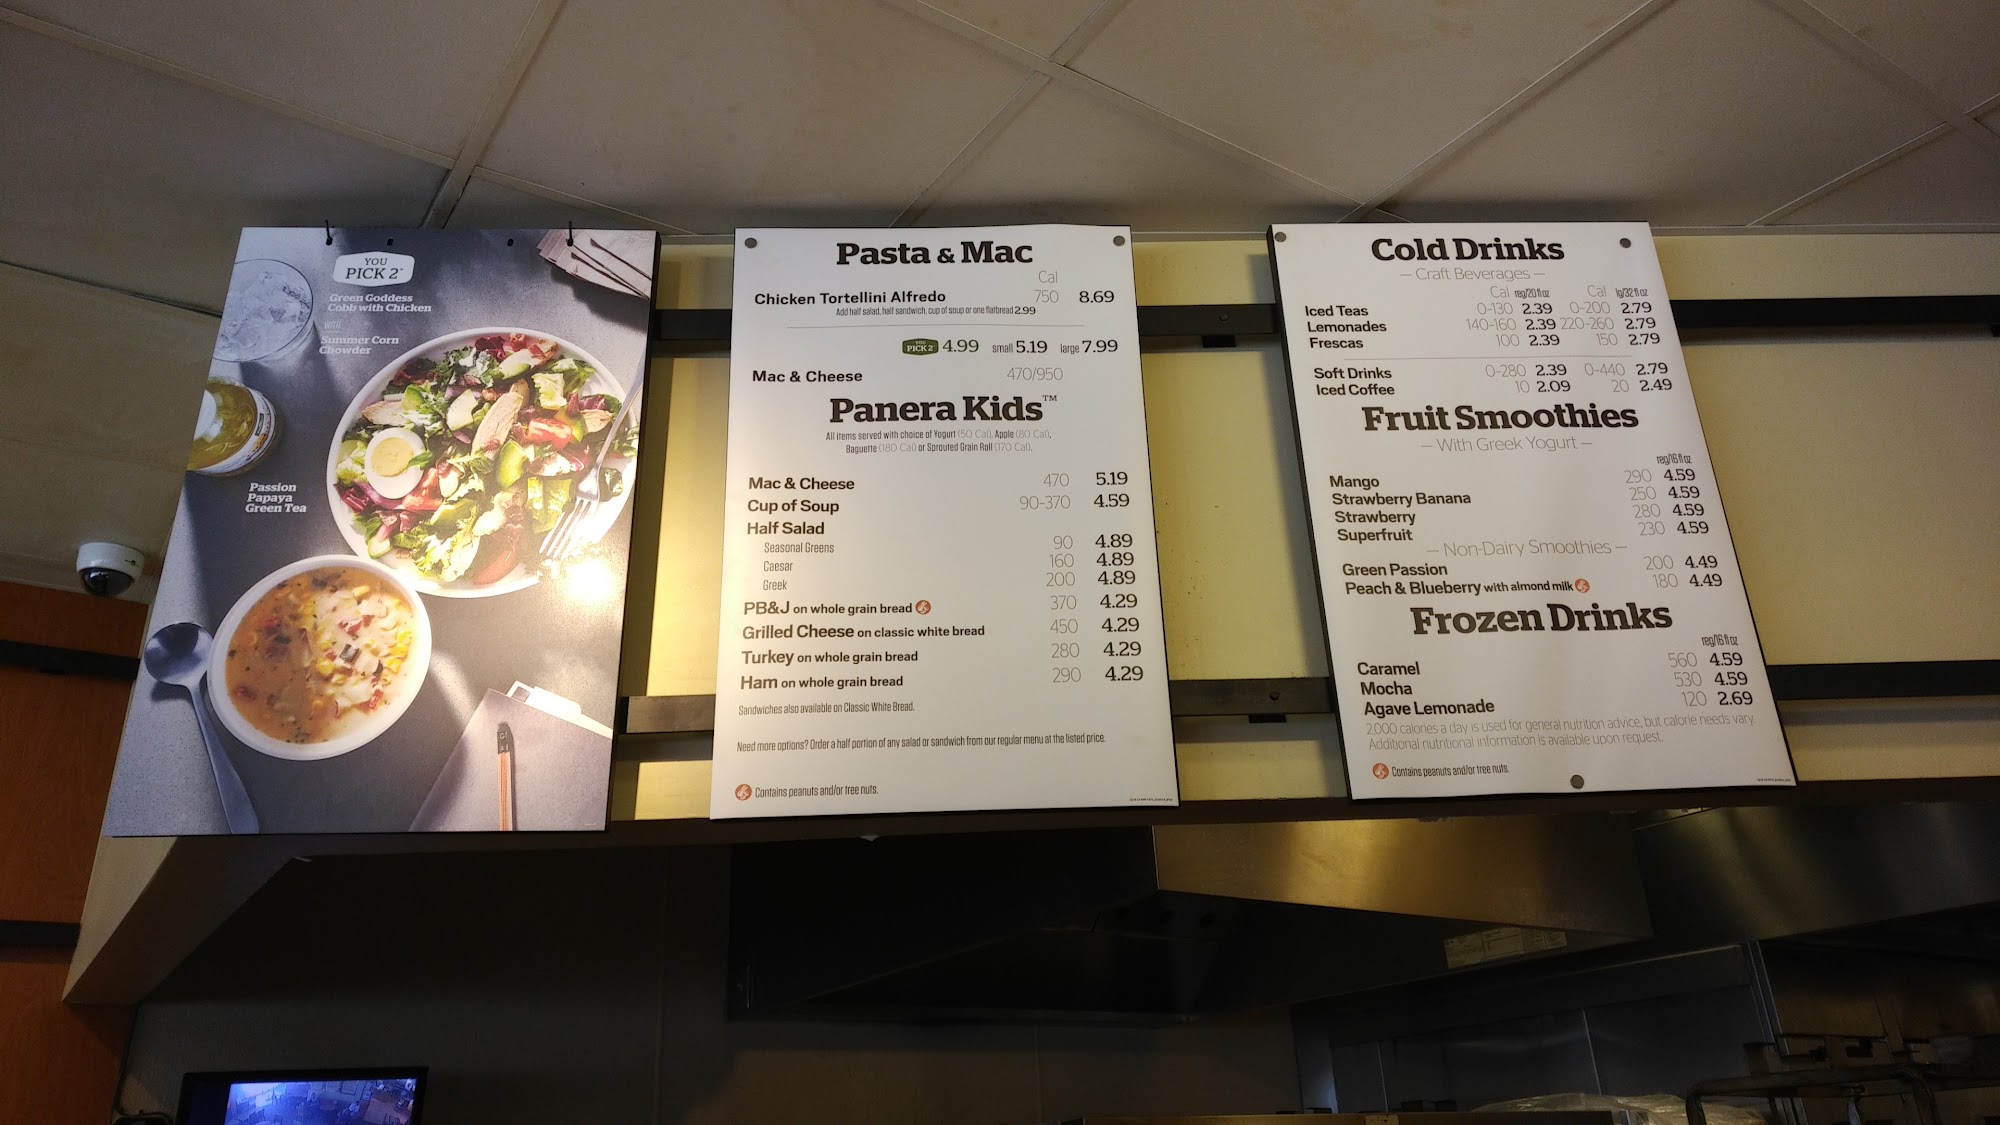 YOU
PICK 2
Green Goddess
Cobb with Chicken
WITH
Summer Corn
Chowder
Passion
Papaya
Green Tea
Pasta & Mac
Cal
Chicken Tortellini Alfredo 750 8.69
Add half salad, half sandwich, cup of soup or one flatbread 2.99
YOU PICK 2 4.99 small 5.19 large 7.99
Mac & Cheese 470/950
Panera Kids™
All items served with choice of Yogurt (50 Cal), Apple (80 Cal),
Baguette (180 Cal) or Sprouted Grain Roll (170 Cal).
Mac & Cheese 470 5.19
Cup of Soup 90-370 4.59
Half Salad
Seasonal Greens 90 4.89
Caesar 160 4.89
Greek 200 4.89
PB&J on whole grain bread 370 4.29
Grilled Cheese on classic white bread 450 4.29
Turkey on whole grain bread 280 4.29
Ham on whole grain bread 290 4.29
Sandwiches also available on Classic White Bread.
Need more options? Order a half portion of any salad or sandwich from our regular menu at the listed price.
Contains peanuts and/or tree nuts.
Cold Drinks
— Craft Beverages —
Cal reg/20 fl oz Cal lg/32 fl oz
Iced Teas 0-130 2.39 0-200 2.79
Lemonades 140-160 2.39 220-260 2.79
Frescas 100 2.39 150 2.79
Soft Drinks 0-280 2.39 0-440 2.79
Iced Coffee 10 2.09 20 2.49
Fruit Smoothies
— With Greek Yogurt —
reg/16 fl oz
Mango 290 4.59
Strawberry Banana 250 4.59
Strawberry 280 4.59
Superfruit 230 4.59
— Non-Dairy Smoothies —
Green Passion 200 4.49
Peach & Blueberry with almond milk 180 4.49
Frozen Drinks
reg/16 fl oz
Caramel 560 4.59
Mocha 530 4.59
Agave Lemonade 120 2.69
2,000 calories a day is used for general nutrition advice, but calorie needs vary.
Additional nutritional information is available upon request.
Contains peanuts and/or tree nuts.